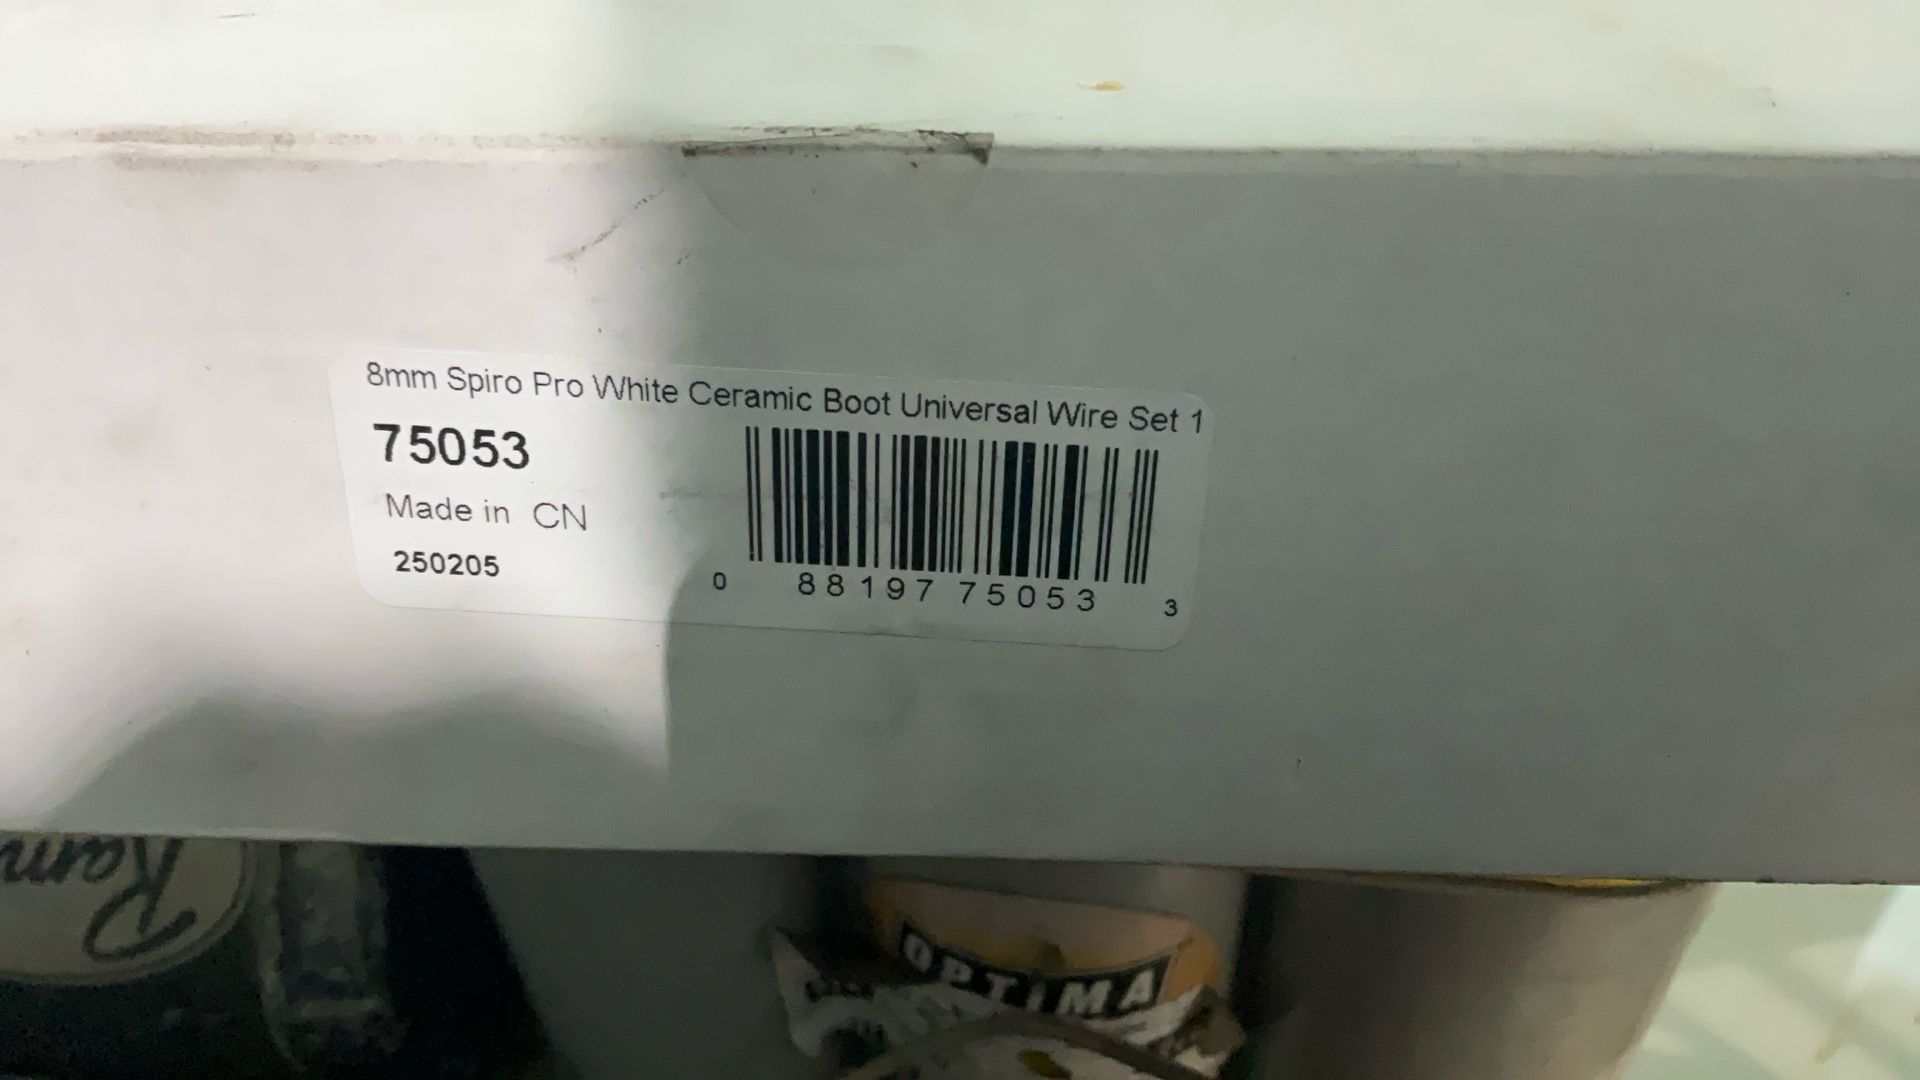 8mm Spiro Pro White Ceramic Boot Universal Wire Set 1
75053
Made in CN
250205
0 88197 75053 3
OPTIMA